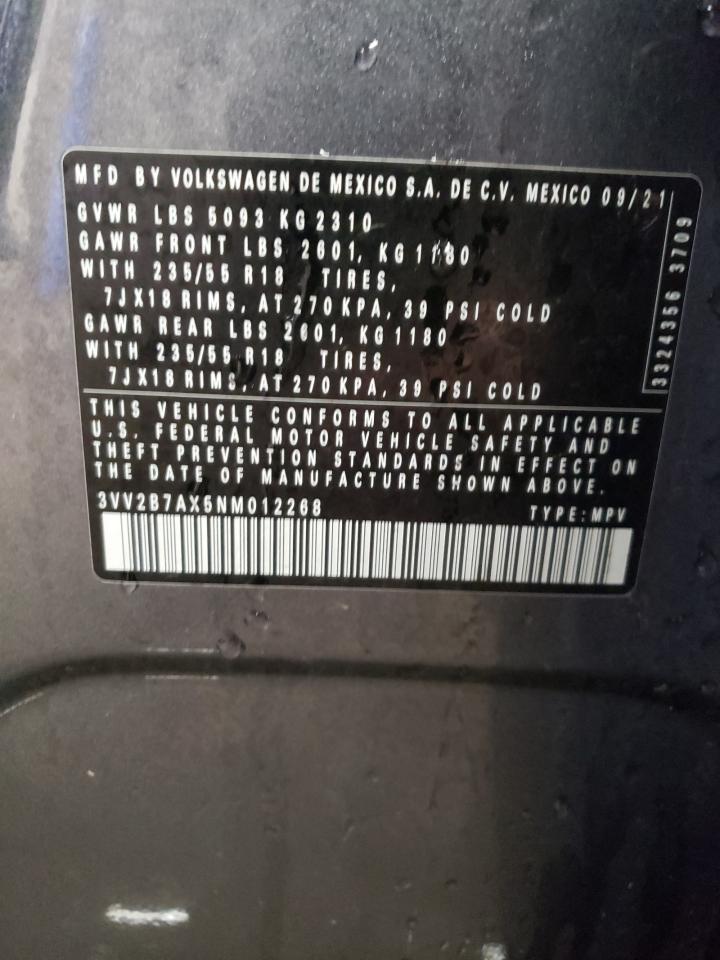 MFD BY VOLKSWAGEN DE MEXICO S.A. DE C.V. MEXICO 09/21
GVWR LBS 5093 KG 2310
GAWR FRONT LBS 2601, KG 1180
WITH 235/55 R18 TIRES,
7JX18 RIMS, AT 270 KPA, 39 PSI COLD
GAWR REAR LBS 2601, KG 1180
WITH 235/55 R18 TIRES,
7JX18 RIMS, AT 270 KPA, 39 PSI COLD
3324356 3709
THIS VEHICLE CONFORMS TO ALL APPLICABLE
U.S. FEDERAL MOTOR VEHICLE SAFETY AND
THEFT PREVENTION STANDARDS IN EFFECT ON
THE DATE OF MANUFACTURE SHOWN ABOVE.
3VV2B7AX5NM012268 TYPE: MPV